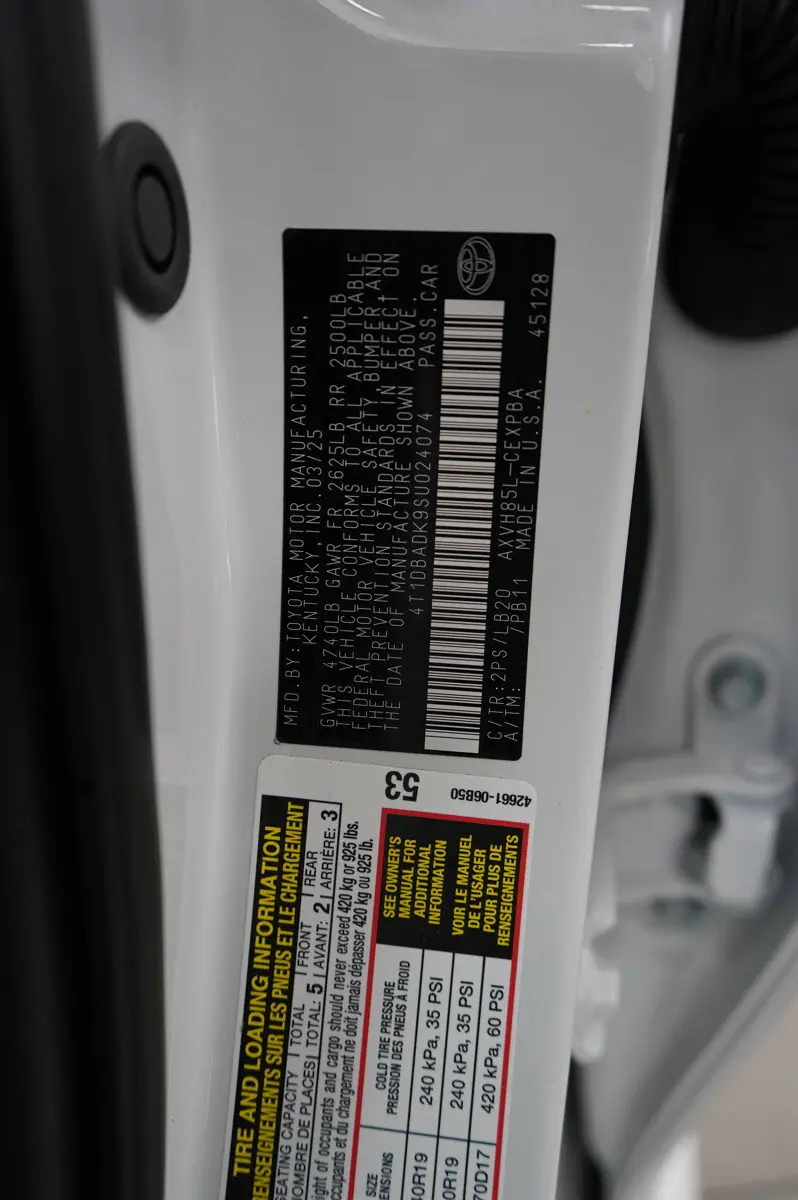 MFD.BY:TOYOTA MOTOR MANUFACTURING,
KENTUCKY, INC. 03/25
GVWR 4740LB GAWR FR 2625LB RR 2500LB
THIS VEHICLE CONFORMS TO ALL APPLICABLE
FEDERAL MOTOR VEHICLE SAFETY, BUMPER, AND
THEFT PREVENTION STANDARDS IN EFFECT ON
THE DATE OF MANUFACTURE SHOWN ABOVE.
4T1DBADK9SU024074 PASS.CAR
C/TR:2PS/LB20 AXVH85L-CEXPBA
A/TM: 7PB11 MADE IN U.S.A. 45128
53
42661-06B50
TIRE AND LOADING INFORMATION
RENSEIGNEMENTS SUR LES PNEUS ET LE CHARGEMENT
SEATING CAPACITY TOTAL FRONT REAR
NOMBRE DE PLACES TOTAL: 5 AVANT: 2 ARRIÈRE: 3
of occupants and cargo should never exceed 420 kg or 925 lbs.
et du chargement ne doit jamais dépasser 420 kg ou 925 lb.
SIZE COLD TIRE PRESSURE
PRESSION DES PNEUS À FROID
0R19 240 kPa, 35 PSI
0R19 240 kPa, 35 PSI
70D17 420 kPa, 60 PSI
SEE OWNER'S
MANUAL FOR
ADDITIONAL
INFORMATION
VOIR LE MANUEL
DE L'USAGER
POUR PLUS DE
RENSEIGNEMENTS